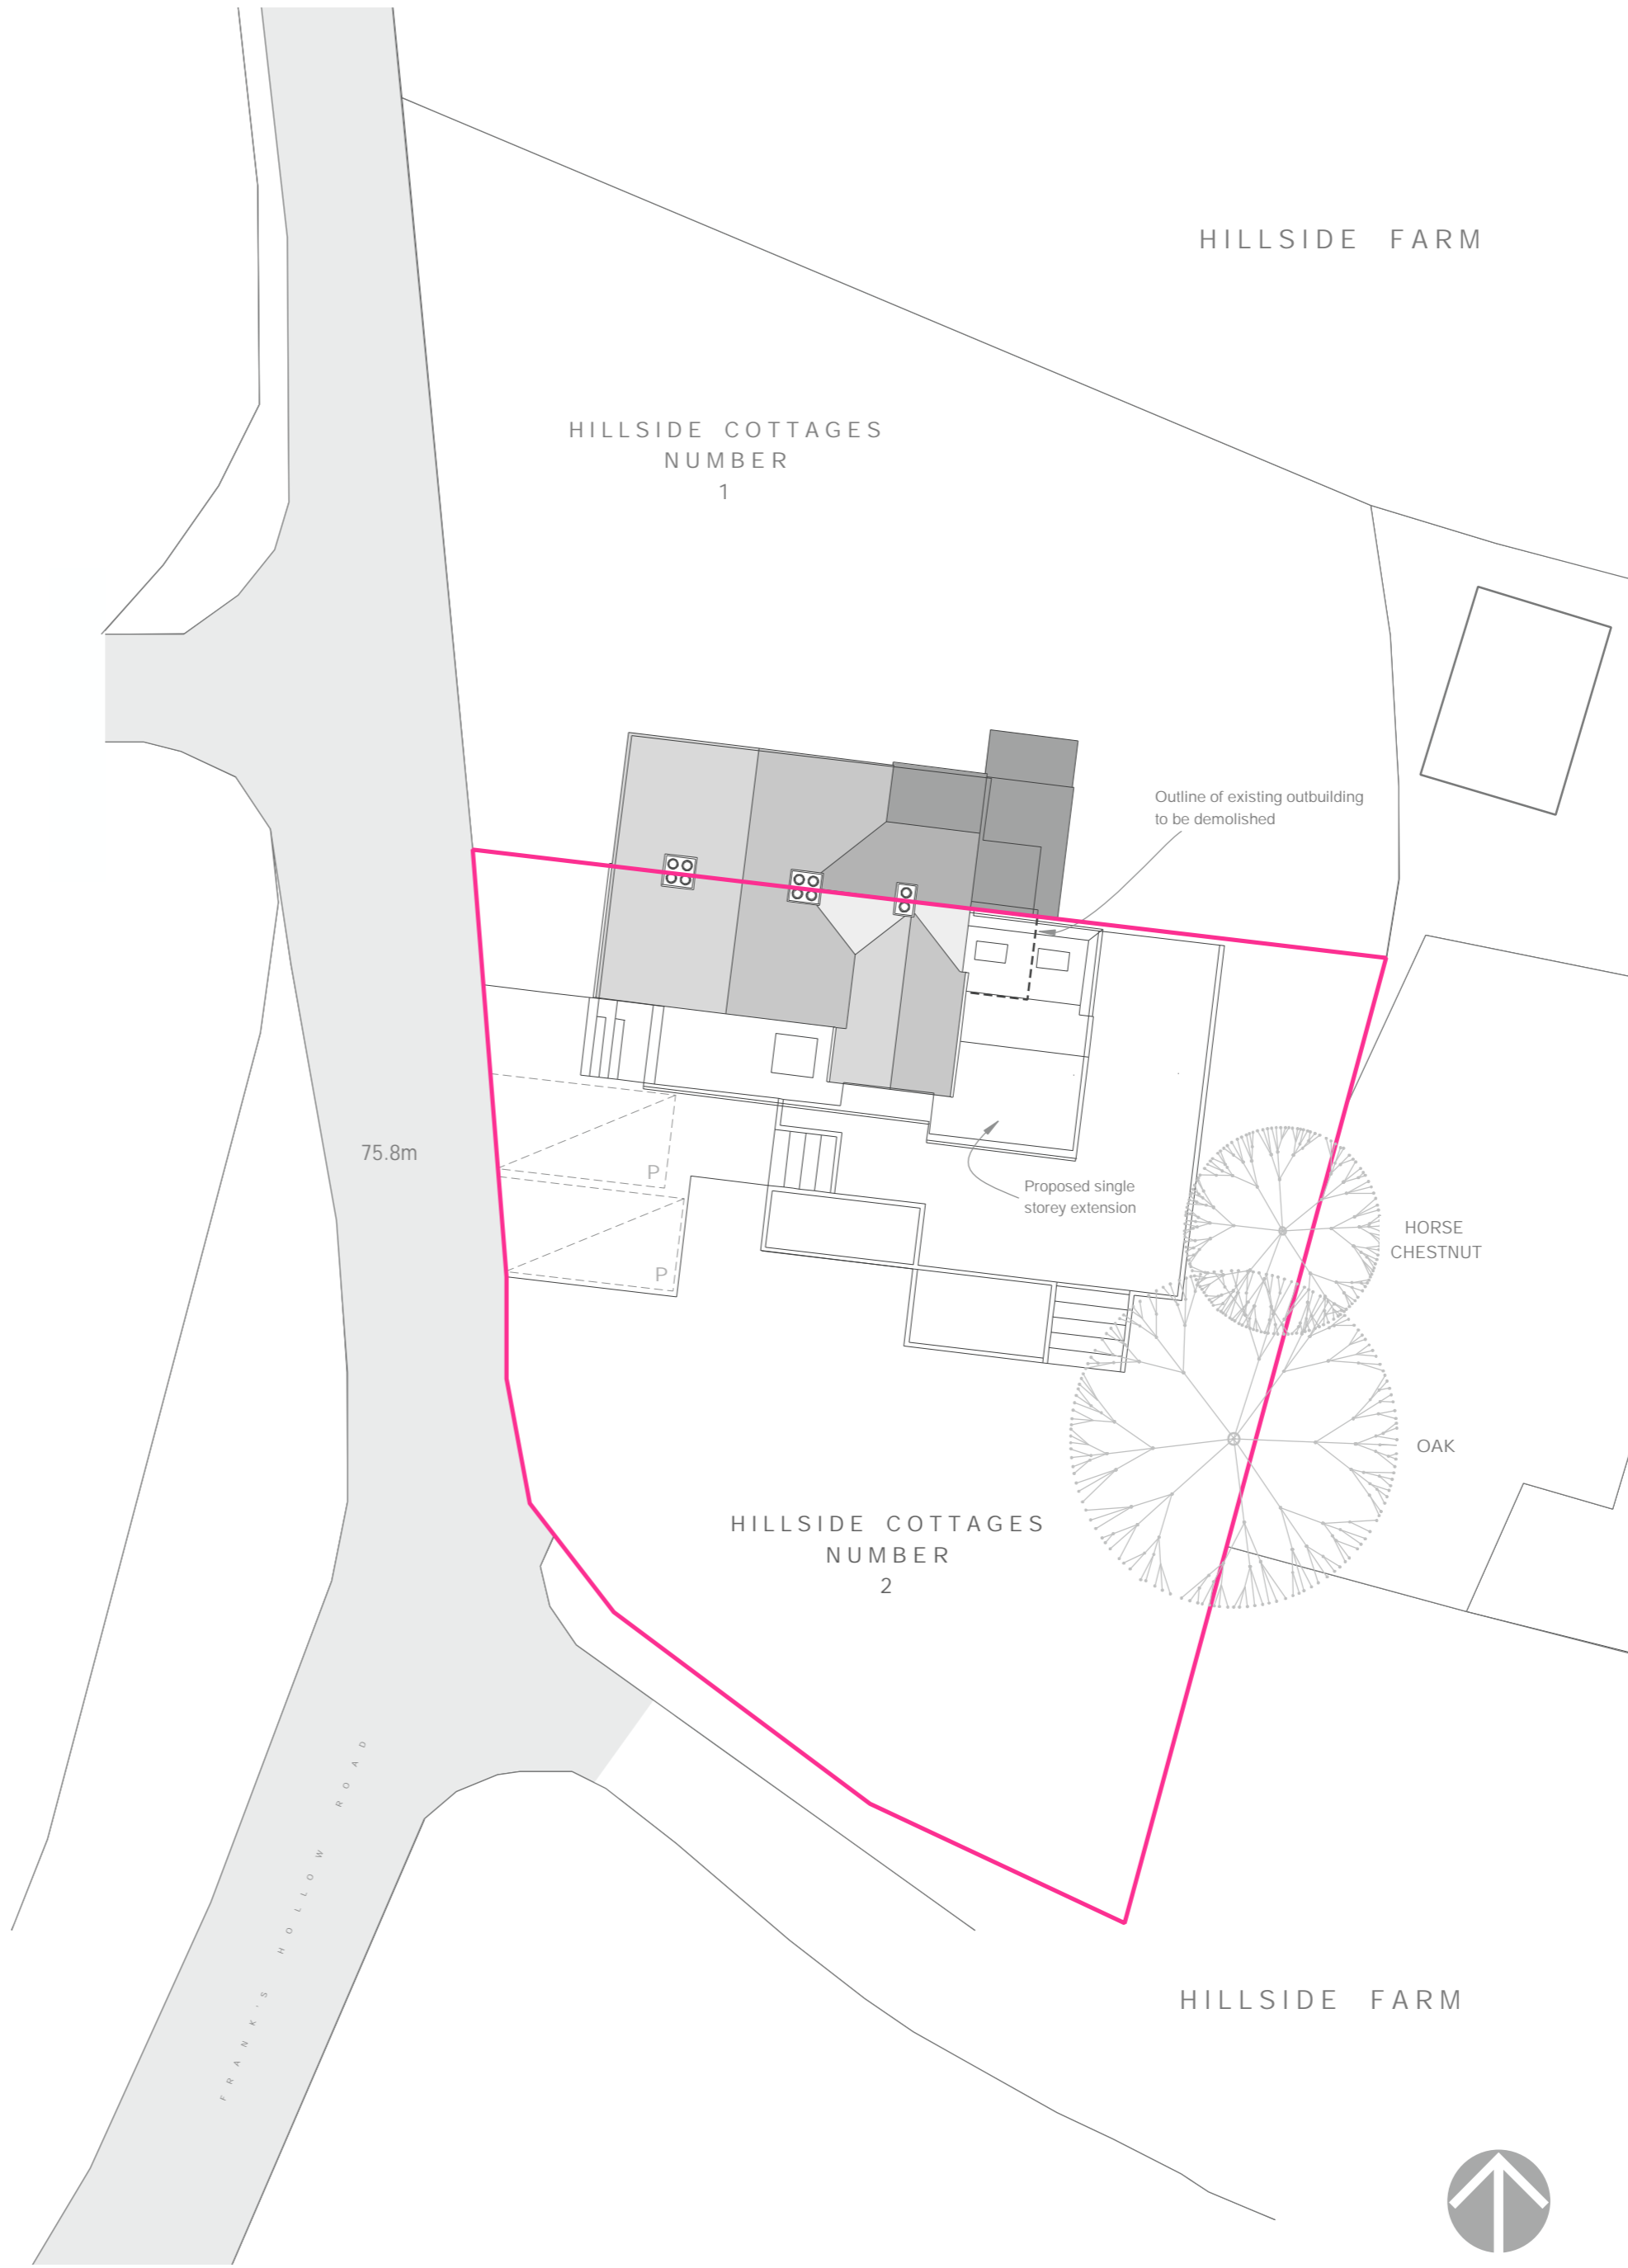 HILLSIDE FARM
HILLSIDE COTTAGES
NUMBER
1
Outline of existing outbuilding
to be demolished
75.8m
P
Proposed single
storey extension
P
HORSE
CHESTNUT
OAK
HILLSIDE COTTAGES
NUMBER
2
FRANK'S HOLLOW ROAD
HILLSIDE FARM